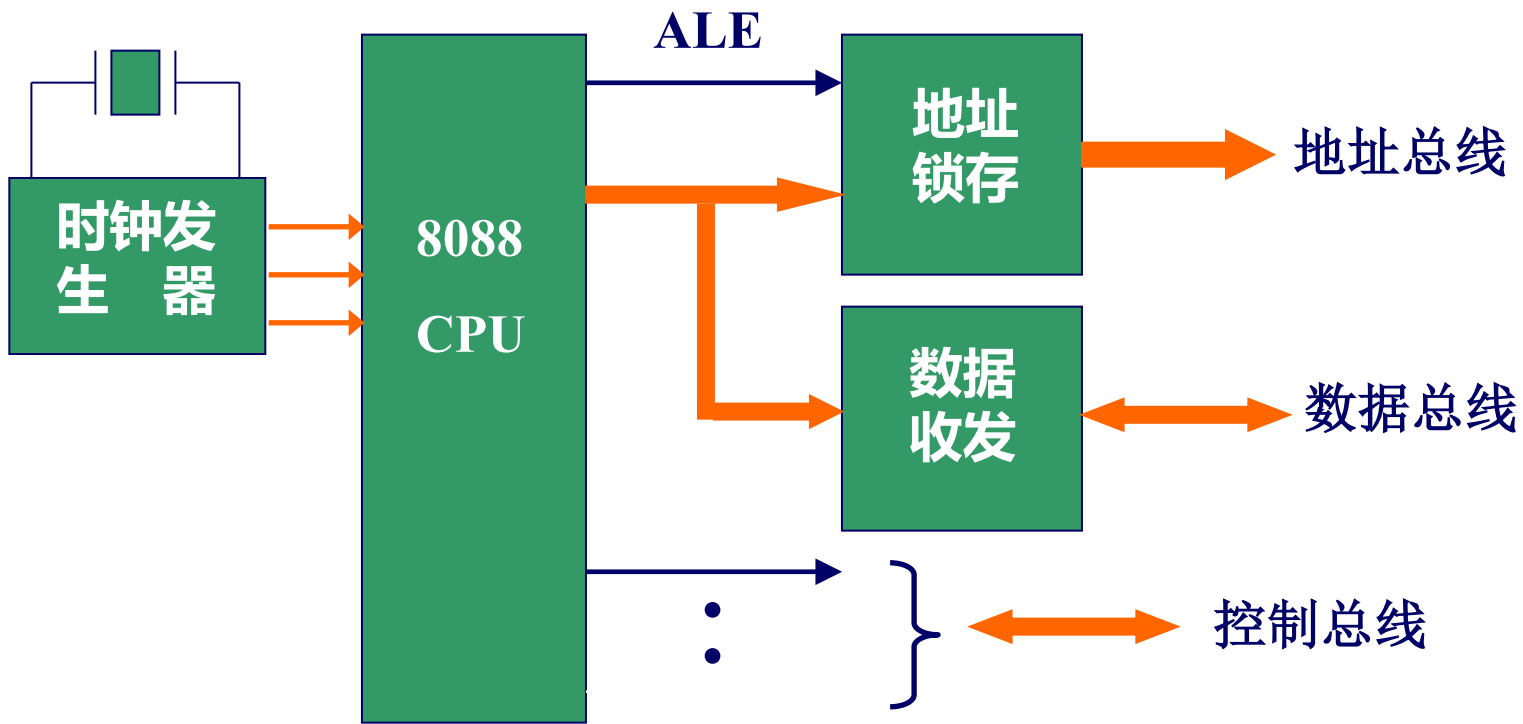 ALE
时钟发
生 器
8088
CPU
地址
锁存
地址总线
数据
收发
数据总线
控制总线